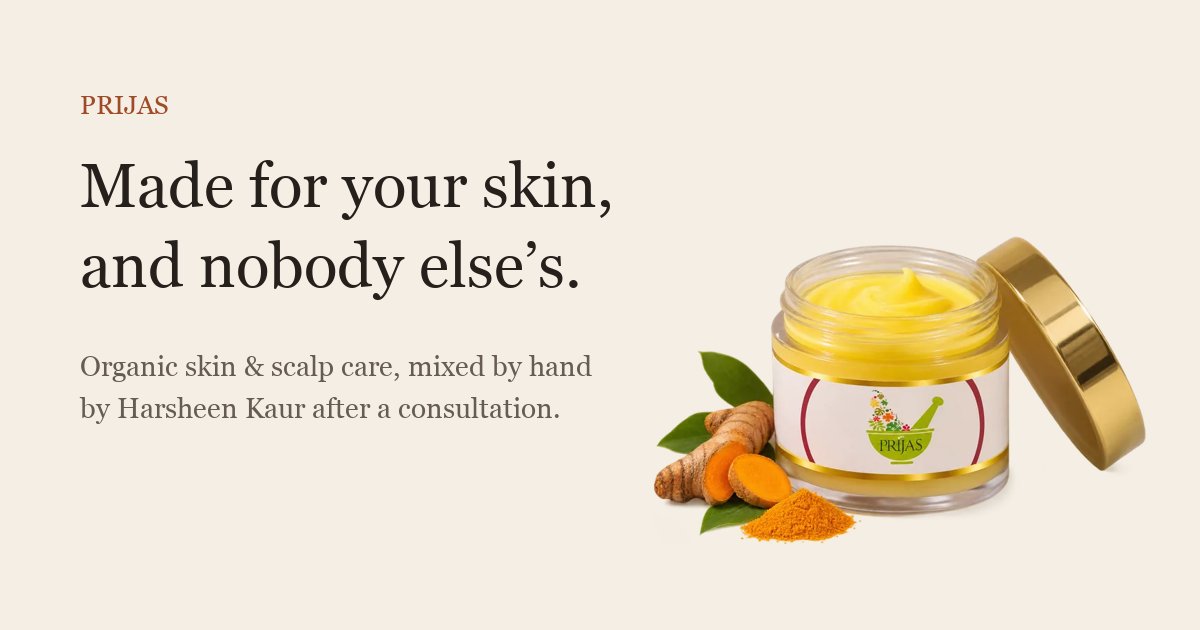 PRIJAS
Made for your skin,
and nobody else’s.
Organic skin & scalp care, mixed by hand
by Harsheen Kaur after a consultation.
PRIJAS